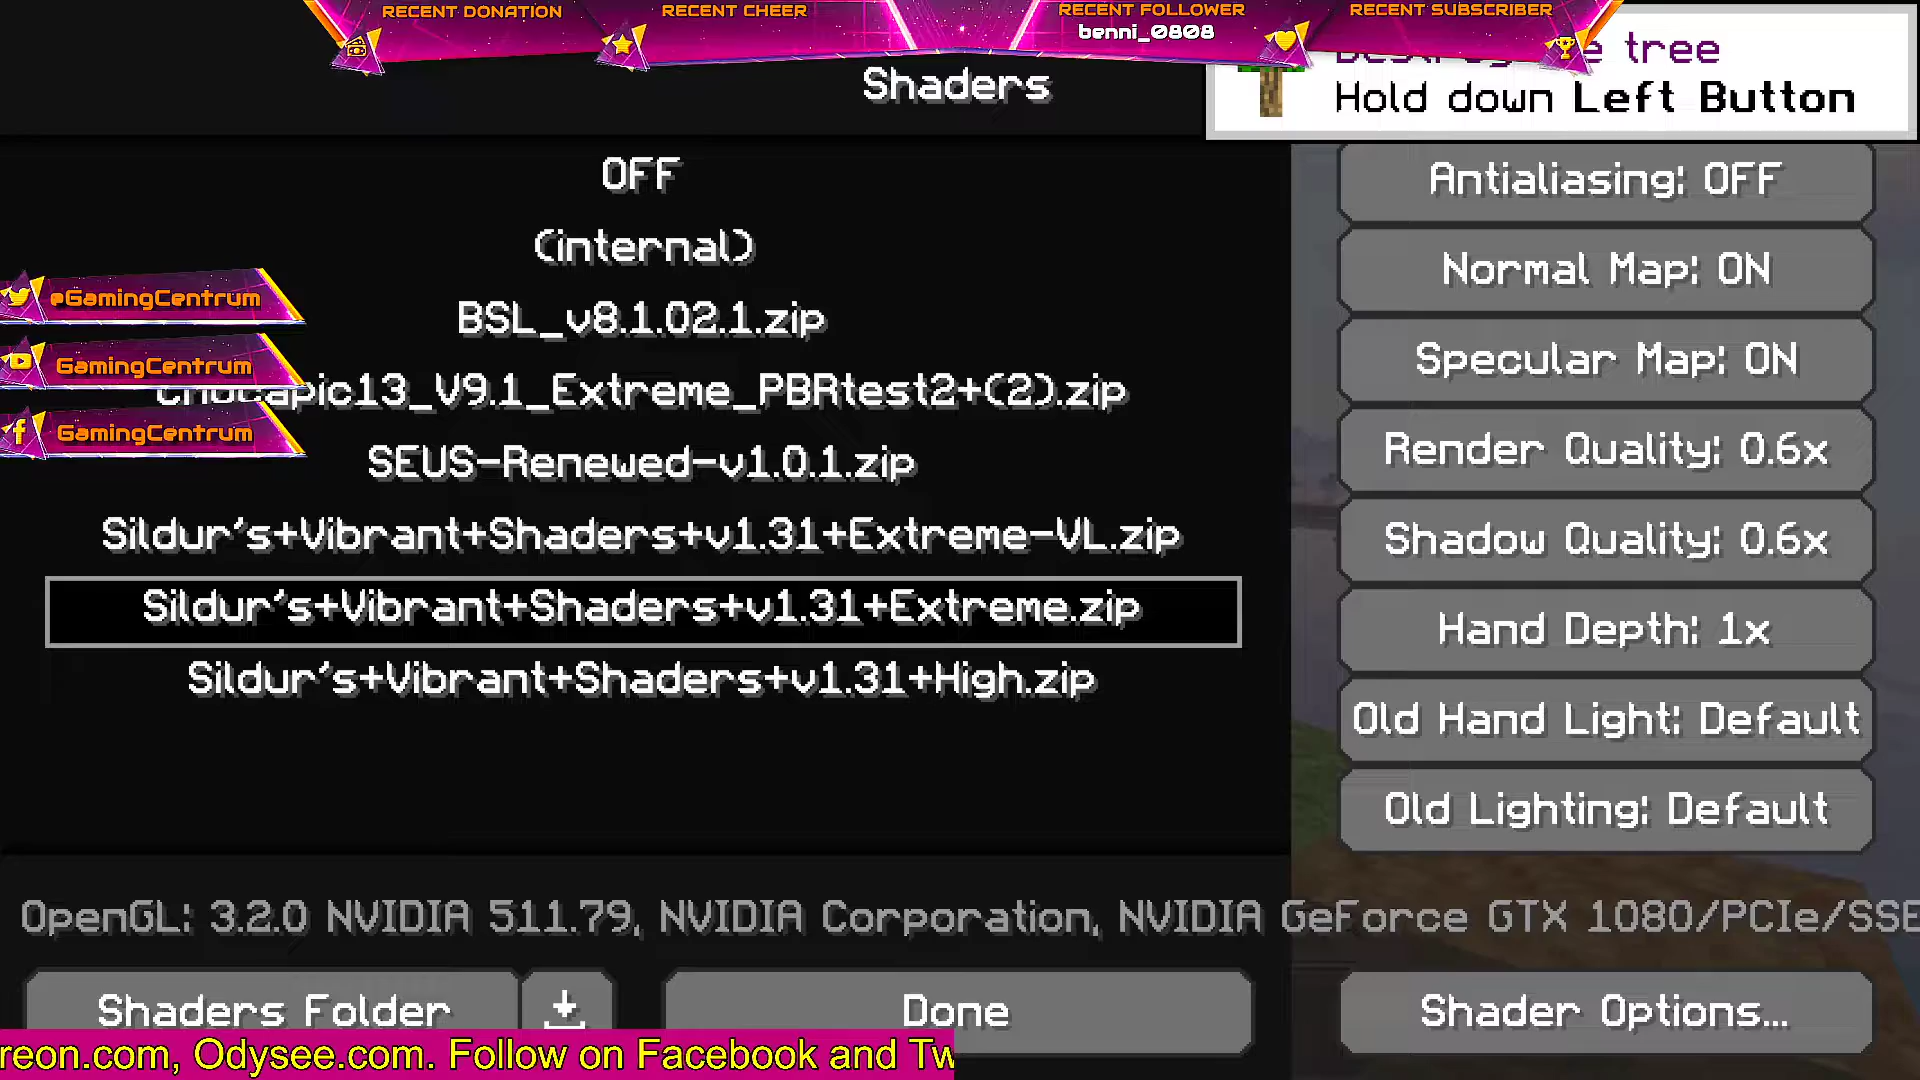 RECENT DONATION
RECENT CHEER
RECENT FOLLOWER
benni_0808
RECENT SUBSCRIBER
tree
Hold down Left Button
Shaders
OFF
(internal)
BSL_v8.1.02.1.zip
Chocapic13_V9.1_Extreme_PBRtest2+(2).zip
SEUS-Renewed-v1.0.1.zip
Sildur's+Vibrant+Shaders+v1.31+Extreme-VL.zip
Sildur's+Vibrant+Shaders+v1.31+Extreme.zip
Sildur's+Vibrant+Shaders+v1.31+High.zip
@GamingCentrum
GamingCentrum
GamingCentrum
Antialiasing: OFF
Normal Map: ON
Specular Map: ON
Render Quality: 0.6x
Shadow Quality: 0.6x
Hand Depth: 1x
Old Hand Light: Default
Old Lighting: Default
OpenGL: 3.2.0 NVIDIA 511.79, NVIDIA Corporation, NVIDIA GeForce GTX 1080/PCIe/SSE
Shaders Folder
Done
Shader Options...
reon.com, Odysee.com. Follow on Facebook and Tw